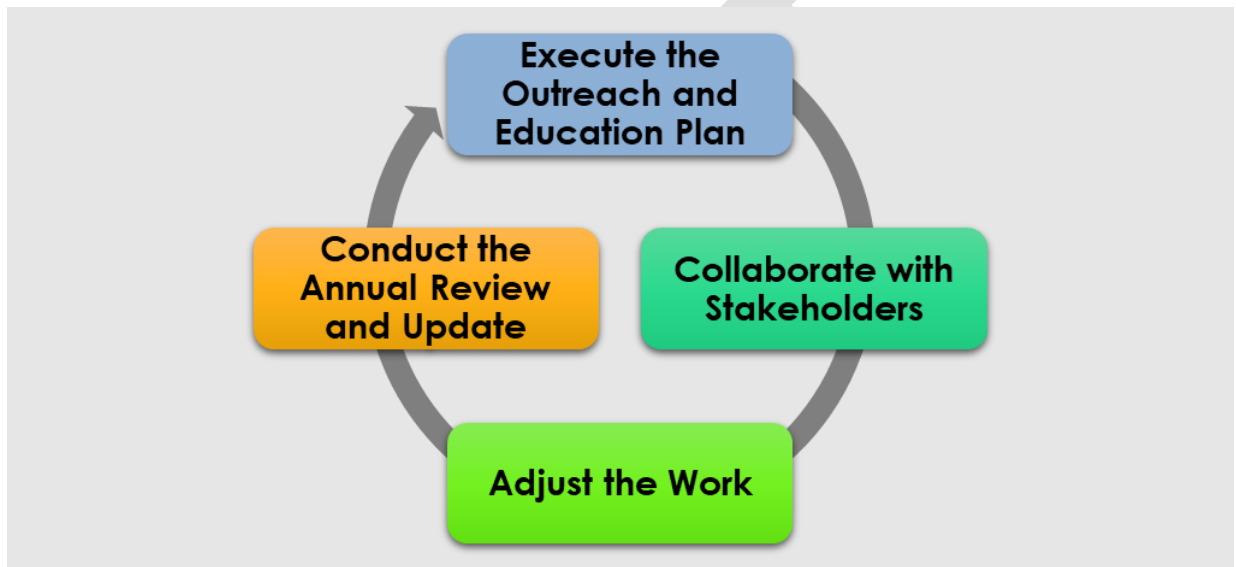 Execute the
Outreach and
Education Plan
Conduct the
Annual Review
and Update
Collaborate with
Stakeholders
Adjust the Work